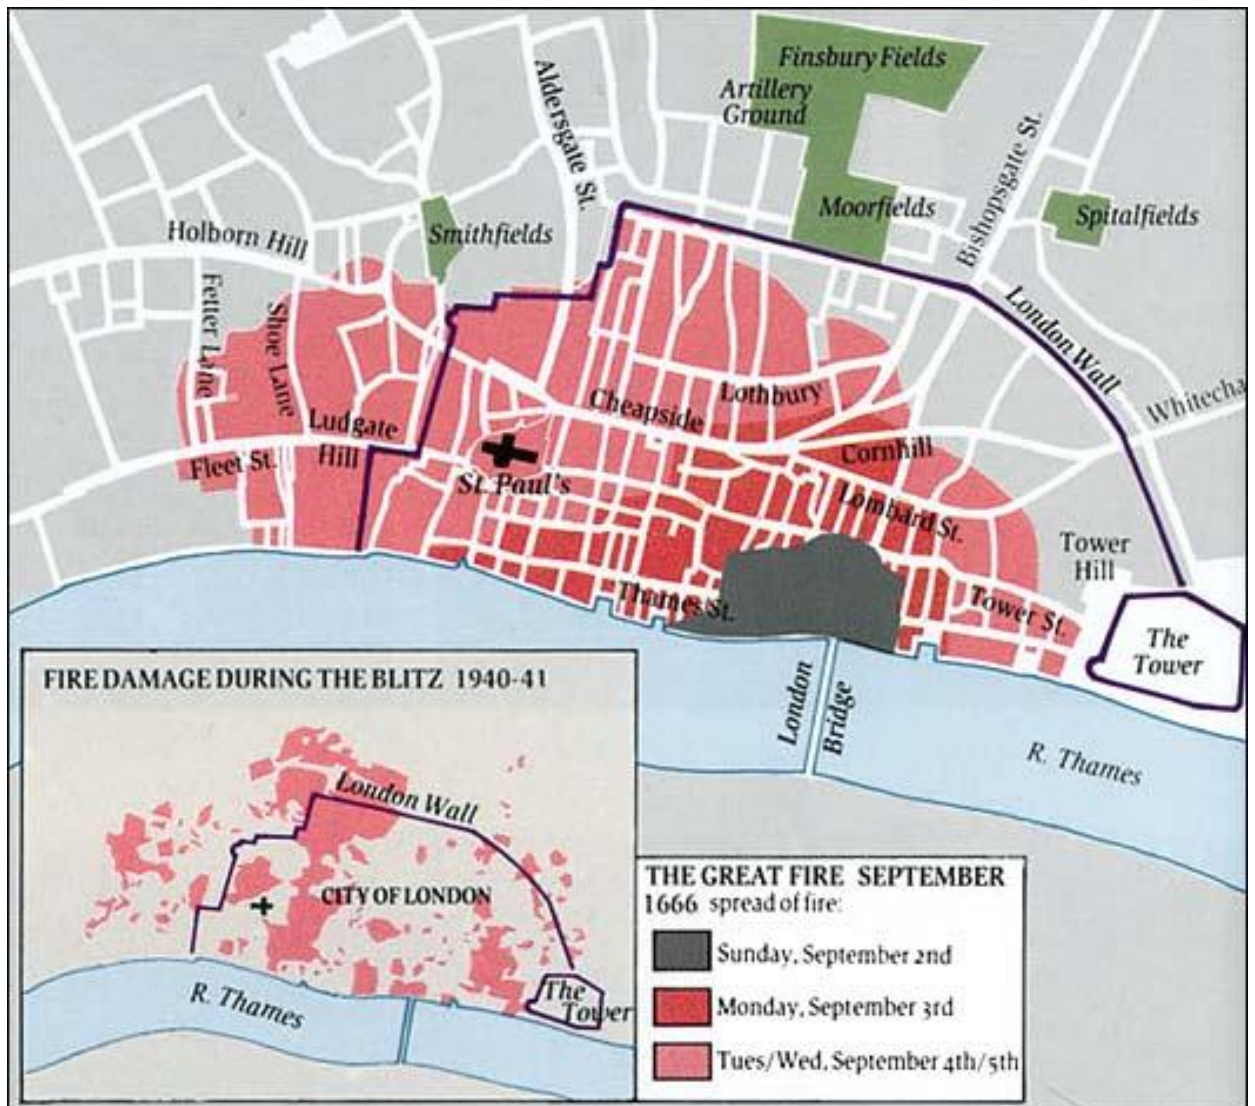 Finsbury Fields
Artillery
Ground
Aldersgate St.
Bishopsgate St.
Moorfields
Spitalfields
Smithfields
Holborn Hill
Fetter Lane
Shoe Lane
London Wall
Whitecha
Lothbury
Cheapside
Ludgate
Hill
Fleet St.
Cornhill
St. Paul's
Lombard St.
Tower
Hill
Thames St.
Tower St.
The
Tower
London
Bridge
R. Thames
FIRE DAMAGE DURING THE BLITZ 1940-41
London Wall
CITY OF LONDON
The
Tower
R. Thames
THE GREAT FIRE SEPTEMBER
1666 spread of fire:
Sunday, September 2nd
Monday, September 3rd
Tues/Wed, September 4th/5th